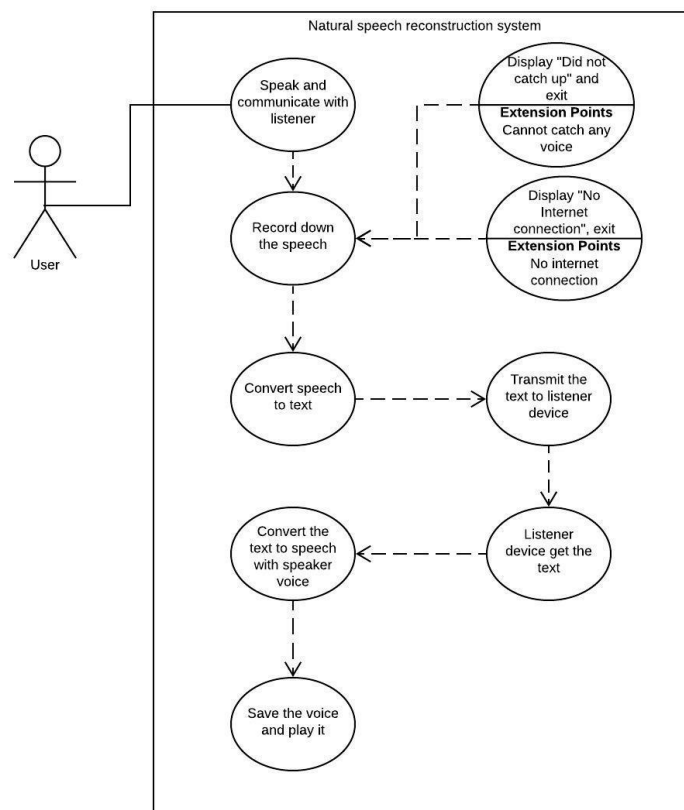 Natural speech reconstruction system
Speak and
communicate with
listener
Display "Did not
catch up" and
exit
Extension Points
Cannot catch any
voice
User
Record down
the speech
Display "No
Internet
connection", exit
Extension Points
No internet
connection
Convert speech
to text
Transmit the
text to listener
device
Listener
device get the
text
Convert the
text to speech
with speaker
voice
Save the voice
and play it